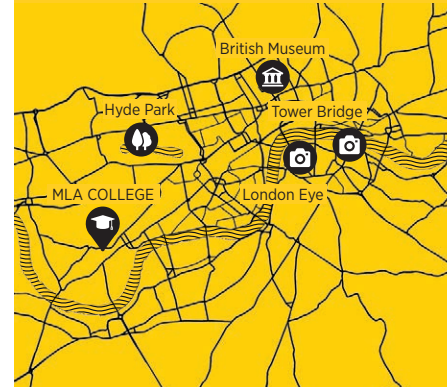 British Museum
Hyde Park
Tower Bridge
MLA COLLEGE
London Eye